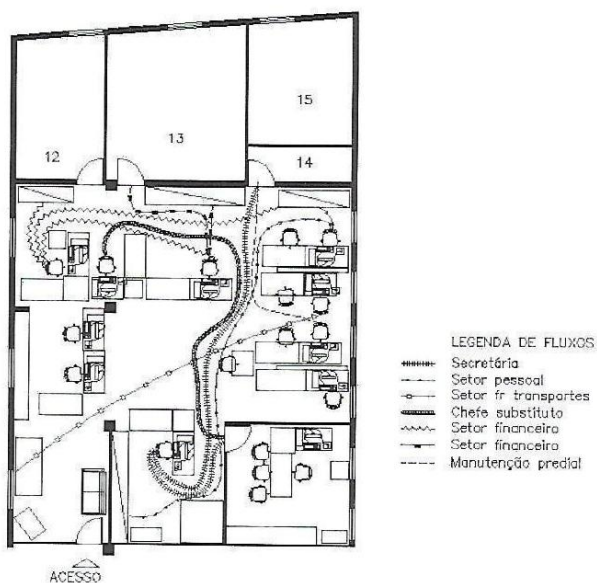 15
13
12
14
LEGENDA DE FLUXOS
Secretária
Setor pessoal
Setor fr transportes
Chefe substituto
Setor financeiro
Setor financeiro
Manutenção predial
ACESSO